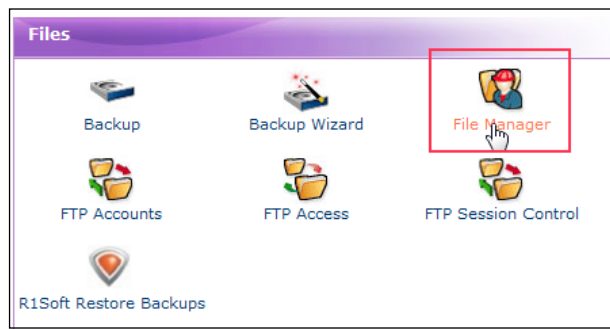 Files
Backup
Backup Wizard
File Manager
FTP Accounts
FTP Access
FTP Session Control
R1Soft Restore Backups